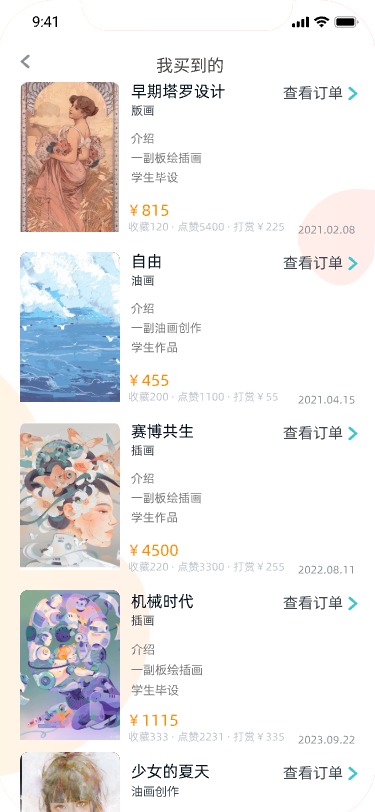 9:41
我买到的
早期塔罗设计
查看订单
版画
介绍
一副板绘插画
学生毕设
￥815
收藏120 · 点赞5400 · 打赏￥225
2021.02.08
自由
查看订单
油画
介绍
一副油画创作
学生作品
￥455
收藏200 · 点赞1100 · 打赏￥55
2021.04.15
赛博共生
查看订单
插画
介绍
一副板绘插画
学生作品
￥4500
收藏220 · 点赞3300 · 打赏￥255
2022.08.11
机械时代
查看订单
插画
介绍
一副板绘插画
学生毕设
￥1115
收藏333 · 点赞2231 · 打赏￥335
2023.09.22
少女的夏天
查看订单
油画创作